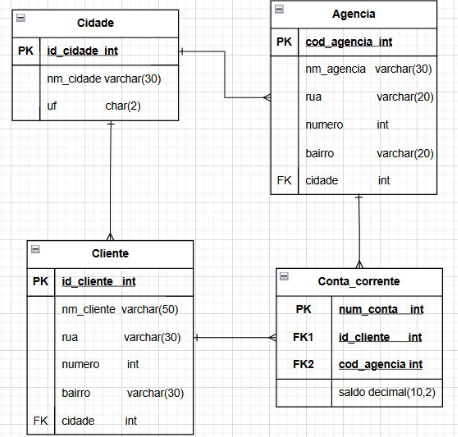 Cidade
PK id_cidade int
nm_cidade varchar(30)
uf char(2)
Agencia
PK cod_agencia int
nm_agencia varchar(30)
rua varchar(20)
numero int
bairro varchar(20)
FK cidade int
Cliente
PK id_cliente int
nm_cliente varchar(50)
rua varchar(30)
numero int
bairro varchar(30)
FK cidade int
Conta_corrente
PK num_conta int
FK1 id_cliente int
FK2 cod_agencia int
saldo decimal(10,2)